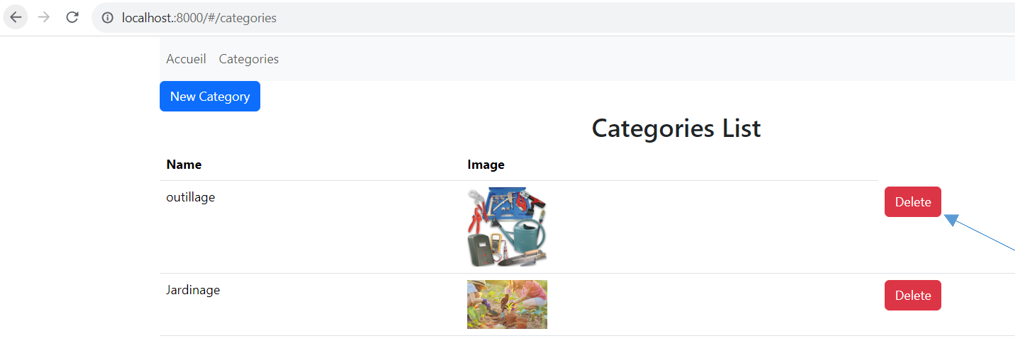 localhost.:8000/#/categories
Accueil Categories
New Category
Categories List
Name Image
outillage Delete
Jardinage Delete